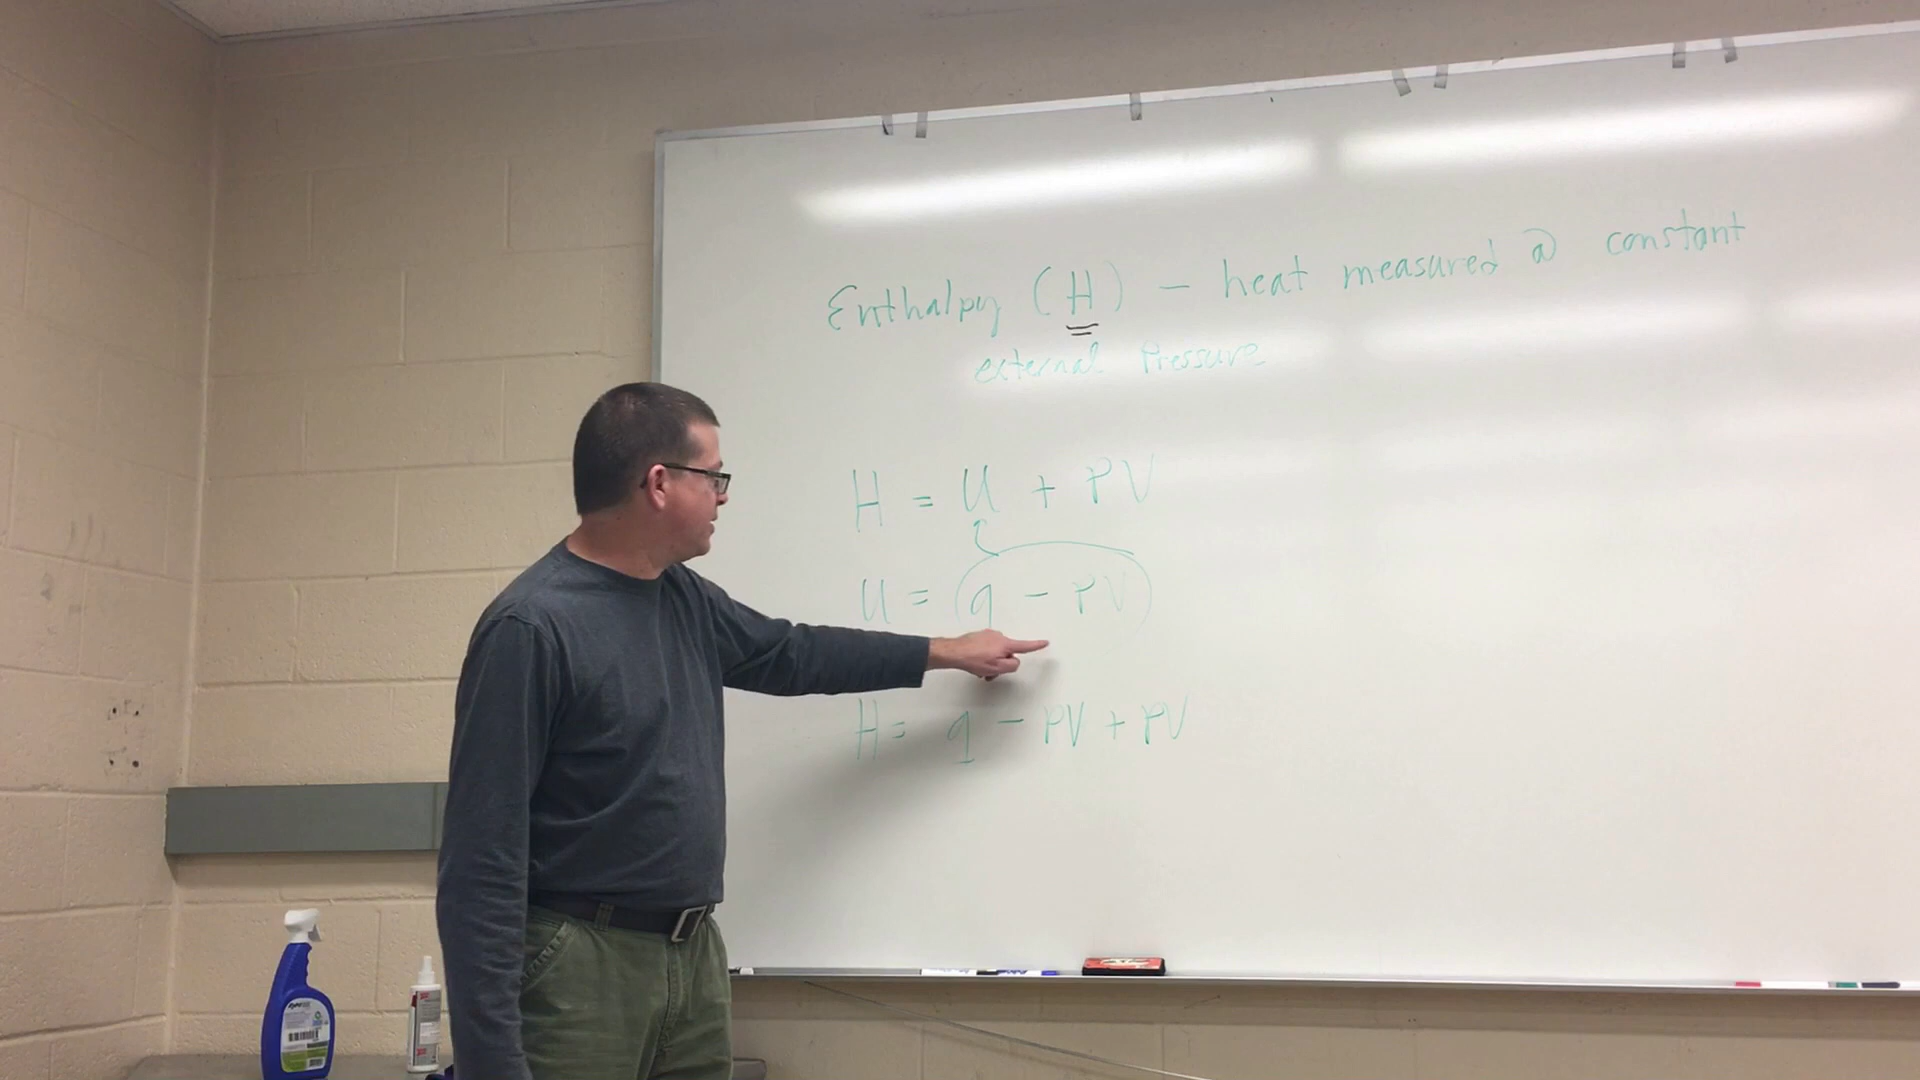 Enthalpy (H) – heat measured @ constant
external Pressure
H = U + PV
U = (q - PV)
H = q - PV + PV